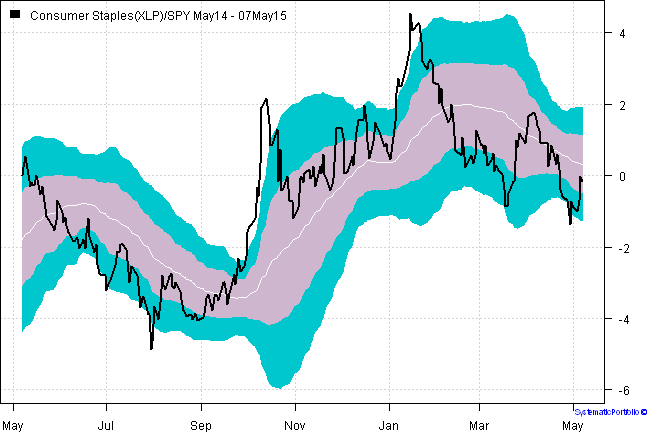 Consumer Staples(XLP)/SPY May14 - 07May15
4
2
0
-2
-4
-6
SystematicPortfolio ©
May Jul Sep Nov Jan Mar May